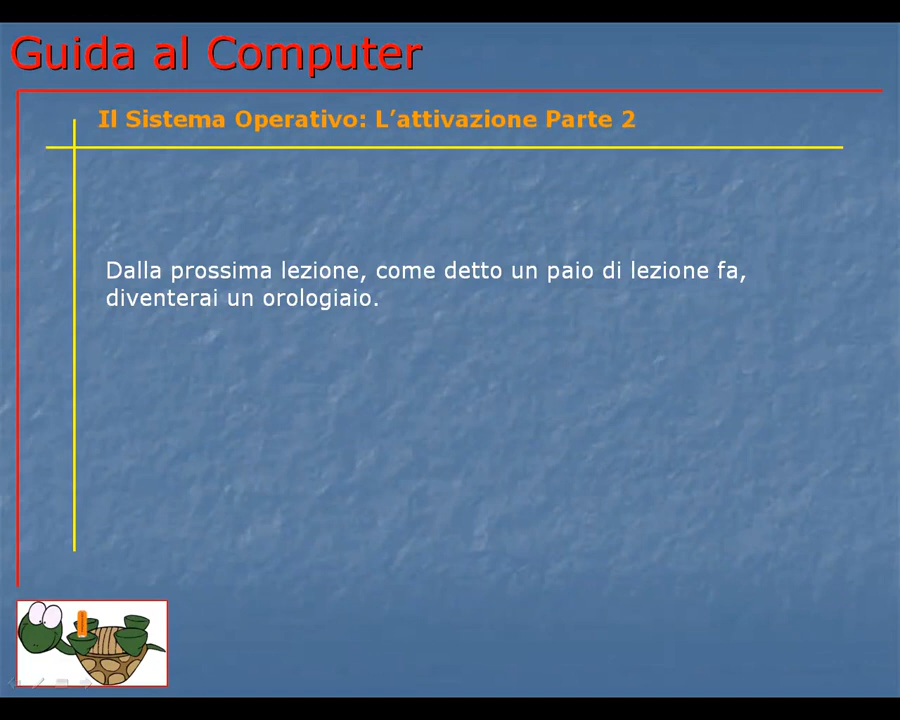 Guida al Computer
Il Sistema Operativo: L’attivazione Parte 2
Dalla prossima lezione, come detto un paio di lezione fa,
diventerai un orologiaio.